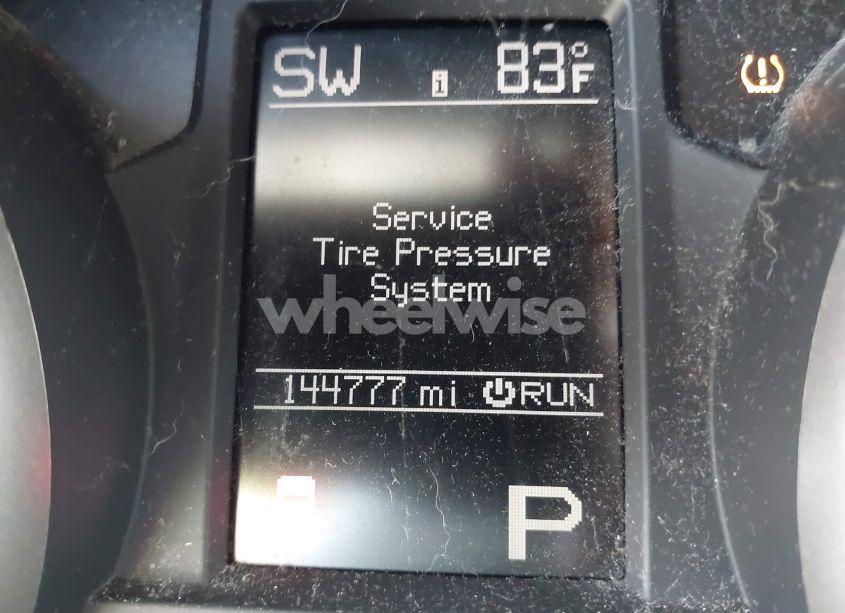 SW i 83°F
Service
Tire Pressure
System
wheelwise
144777 mi RUN
P